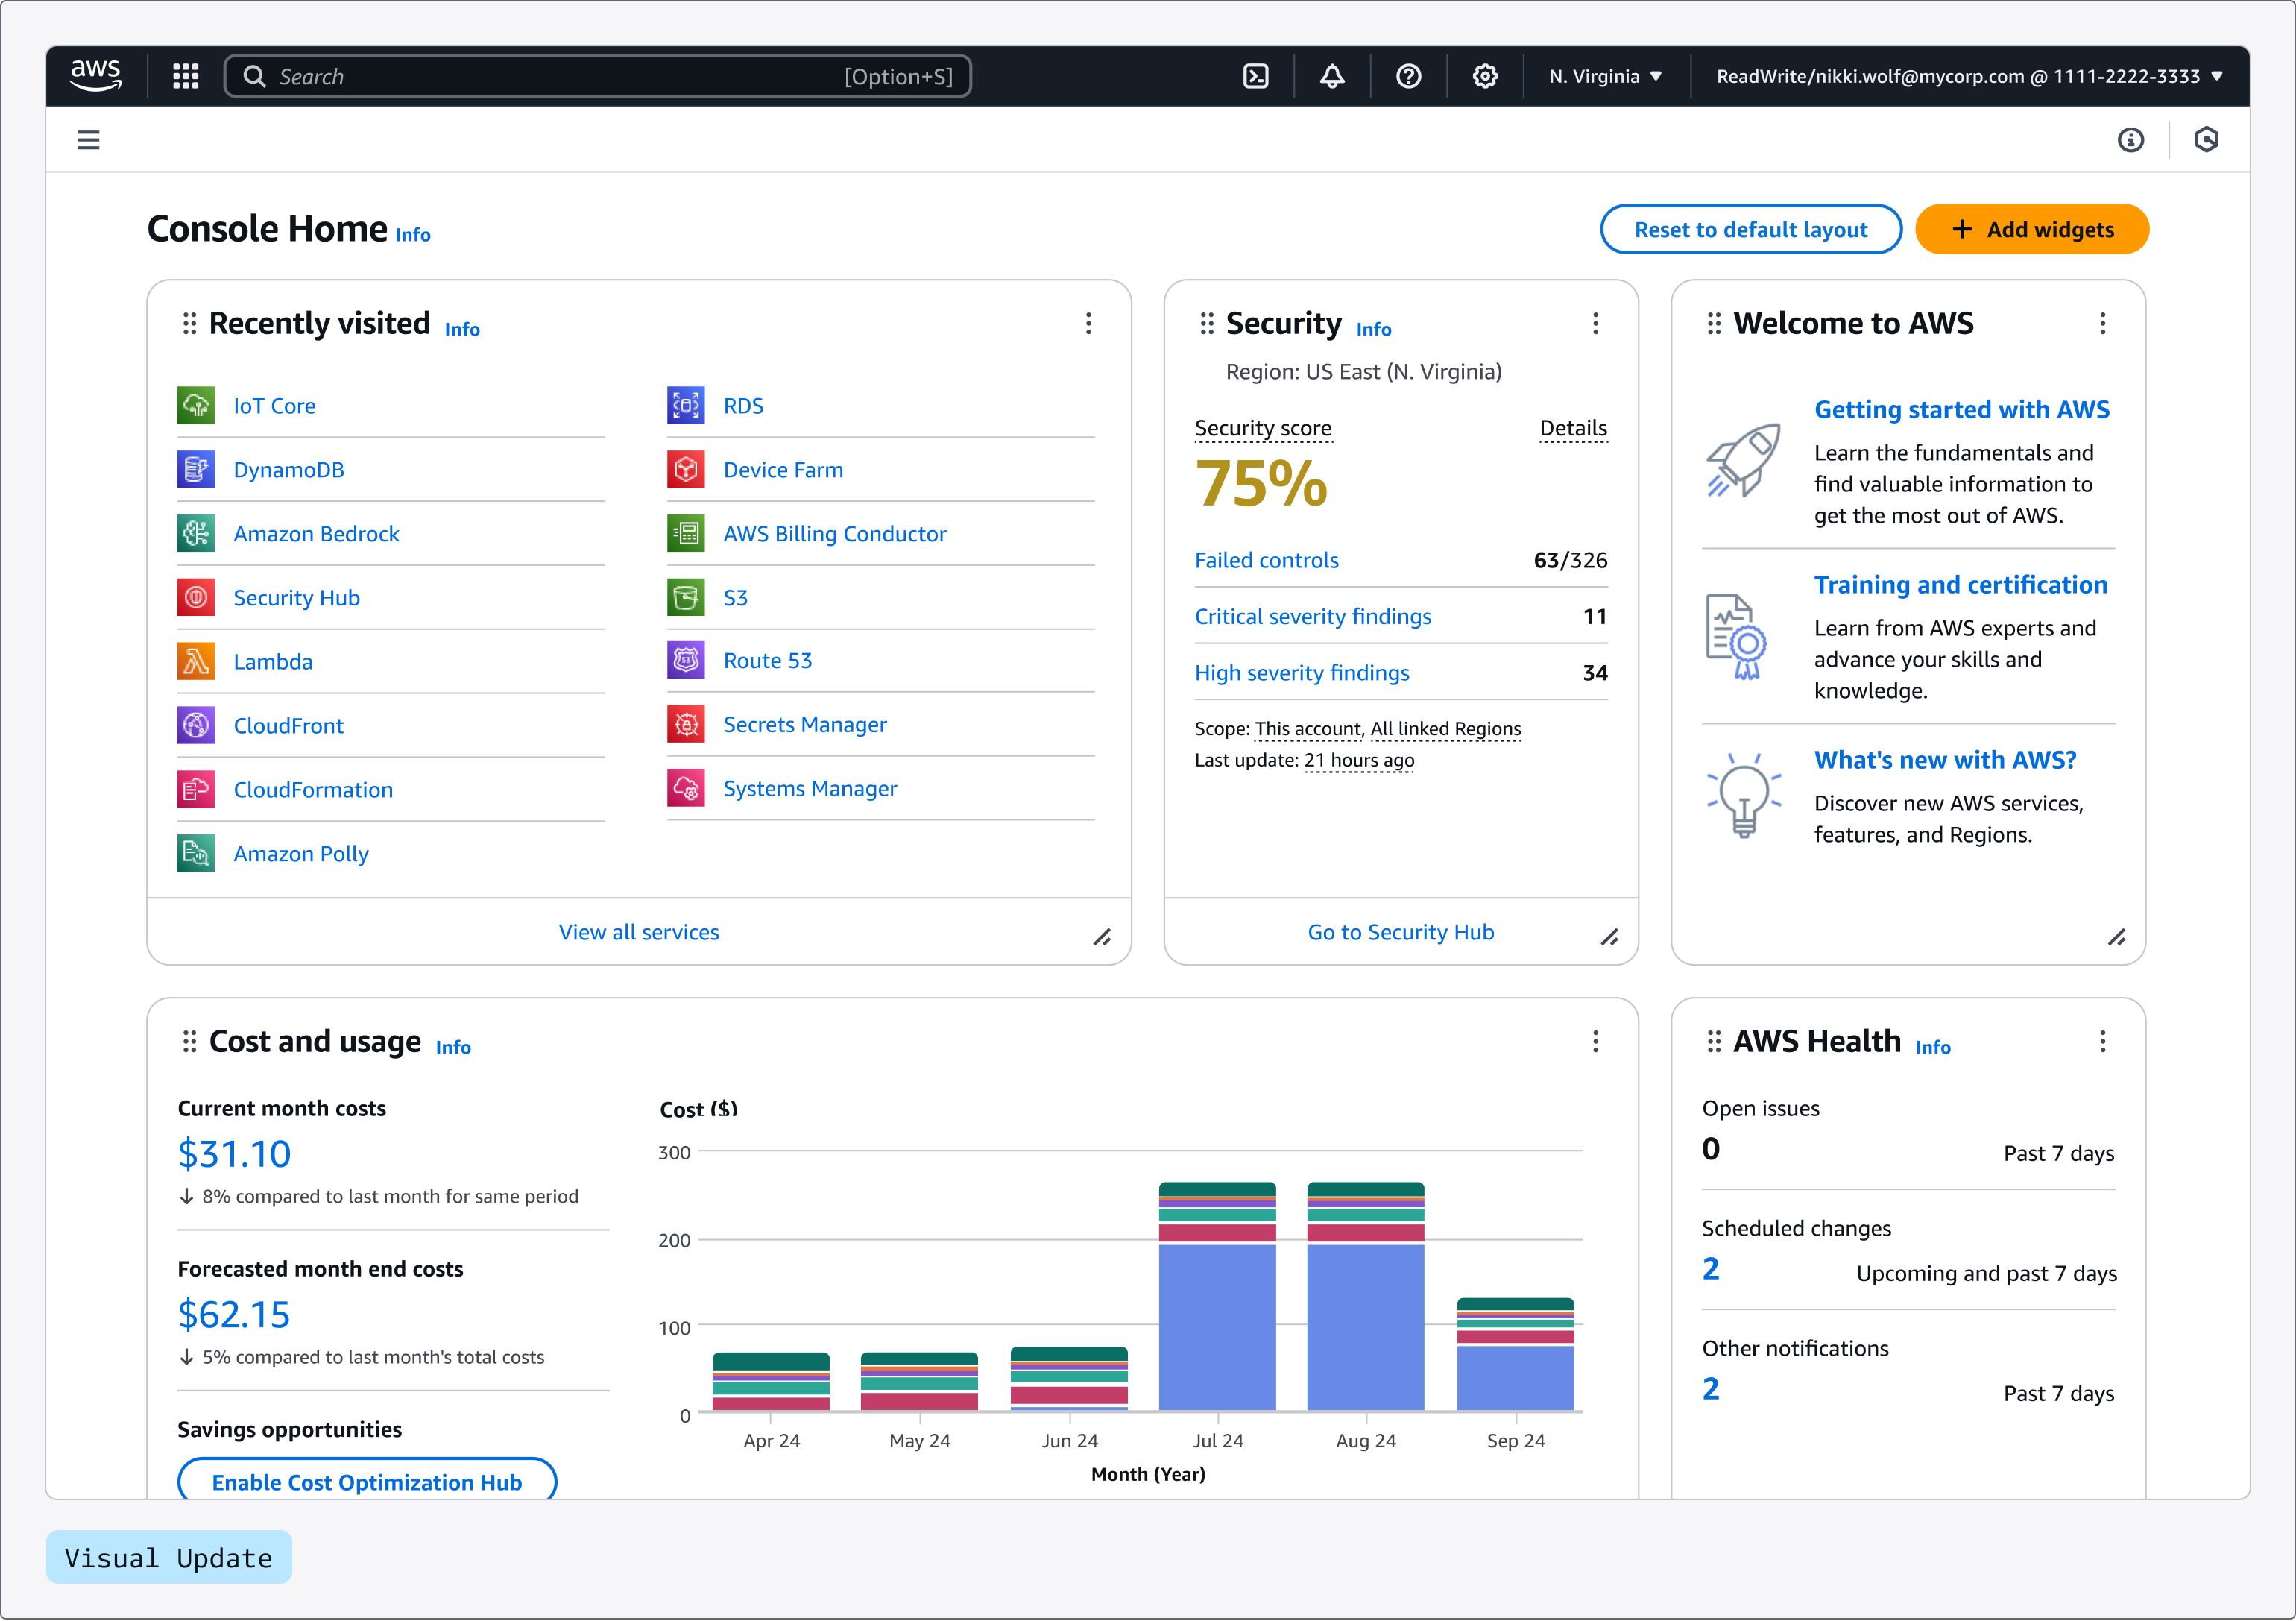 aws
Search [Option+S]
N. Virginia
ReadWrite/nikki.wolf@mycorp.com @ 1111-2222-3333
Console Home Info
Reset to default layout
+ Add widgets
Recently visited Info
IoT Core
DynamoDB
Amazon Bedrock
Security Hub
Lambda
CloudFront
CloudFormation
Amazon Polly
RDS
Device Farm
AWS Billing Conductor
S3
Route 53
Secrets Manager
Systems Manager
View all services
Security Info
Region: US East (N. Virginia)
Security score Details
75%
Failed controls 63/326
Critical severity findings 11
High severity findings 34
Scope: This account, All linked Regions
Last update: 21 hours ago
Go to Security Hub
Welcome to AWS
Getting started with AWS
Learn the fundamentals and
find valuable information to
get the most out of AWS.
Training and certification
Learn from AWS experts and
advance your skills and
knowledge.
What's new with AWS?
Discover new AWS services,
features, and Regions.
Cost and usage Info
Current month costs
$31.10
↓ 8% compared to last month for same period
Forecasted month end costs
$62.15
↓ 5% compared to last month's total costs
Savings opportunities
Enable Cost Optimization Hub
Cost ($)
300
200
100
0
Apr 24 May 24 Jun 24 Jul 24 Aug 24 Sep 24
Month (Year)
AWS Health Info
Open issues
0 Past 7 days
Scheduled changes
2 Upcoming and past 7 days
Other notifications
2 Past 7 days
Visual Update